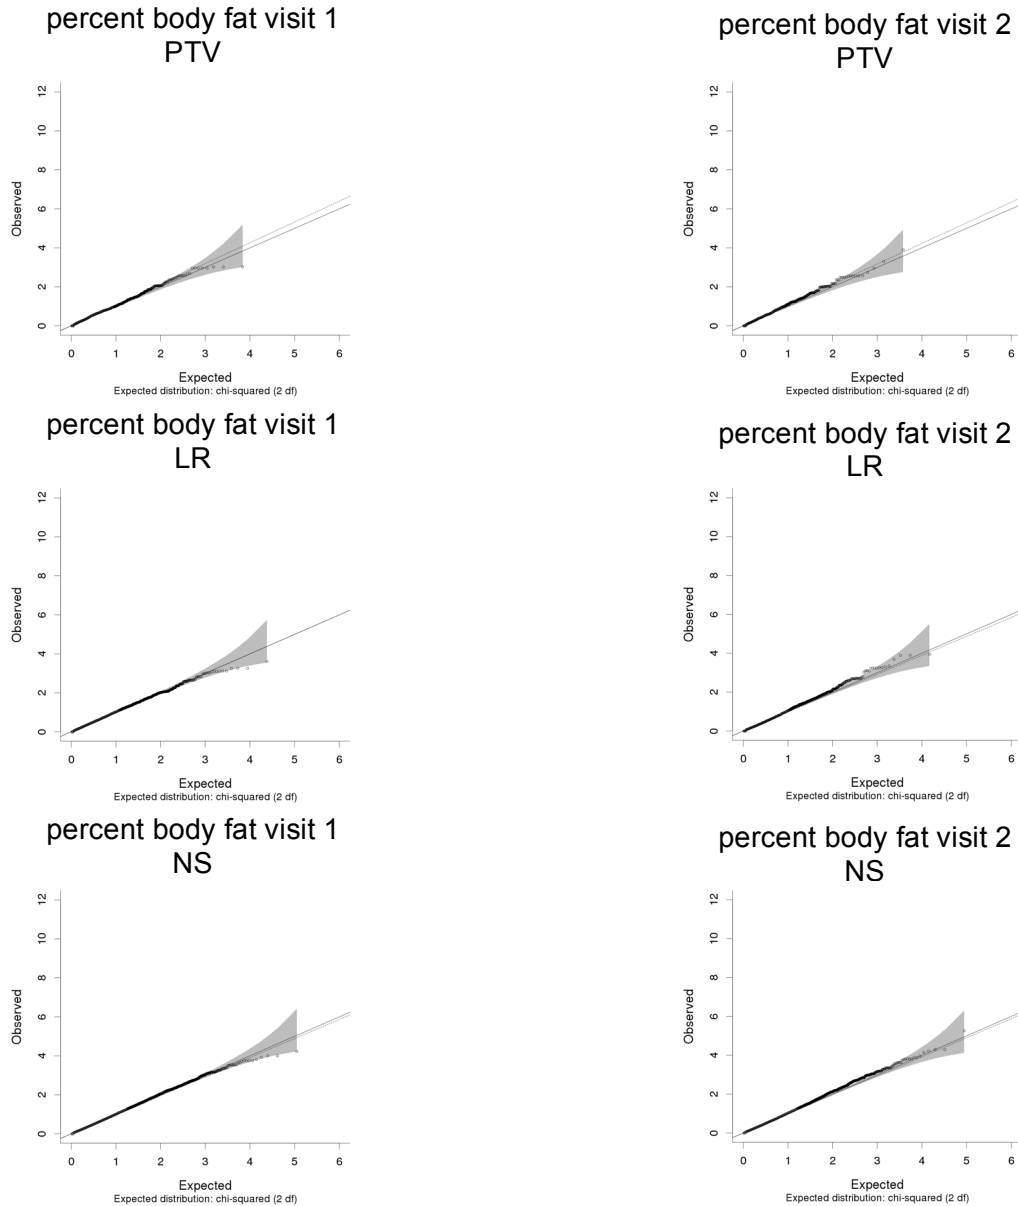 percent body fat visit 1
PTV
12
10
8
6
4
2
0
Observed
0 1 2 3 4 5 6
Expected
Expected distribution: chi-squared (2 df)
percent body fat visit 2
PTV
12
10
8
6
4
2
0
Observed
0 1 2 3 4 5 6
Expected
Expected distribution: chi-squared (2 df)
percent body fat visit 1
LR
12
10
8
6
4
2
0
Observed
0 1 2 3 4 5 6
Expected
Expected distribution: chi-squared (2 df)
percent body fat visit 2
LR
12
10
8
6
4
2
0
Observed
0 1 2 3 4 5 6
Expected
Expected distribution: chi-squared (2 df)
percent body fat visit 1
NS
12
10
8
6
4
2
0
Observed
0 1 2 3 4 5 6
Expected
Expected distribution: chi-squared (2 df)
percent body fat visit 2
NS
12
10
8
6
4
2
0
Observed
0 1 2 3 4 5 6
Expected
Expected distribution: chi-squared (2 df)